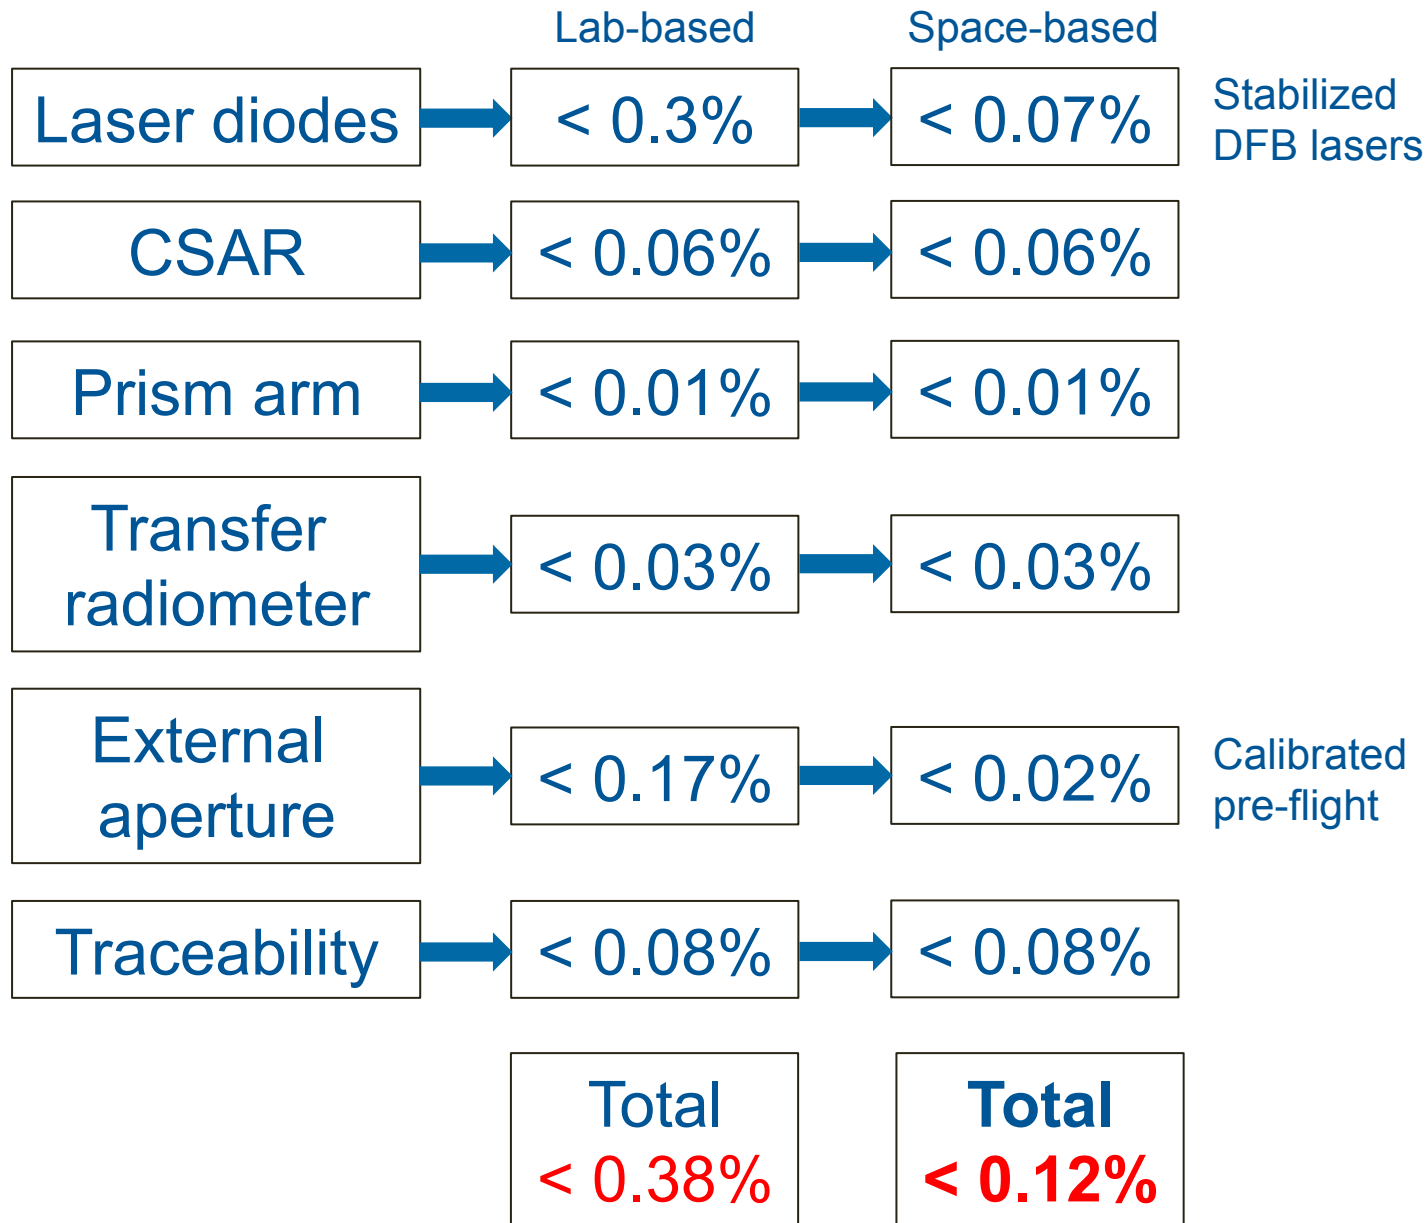 Lab-based Space-based
Laser diodes < 0.3% < 0.07% Stabilized
DFB lasers
CSAR < 0.06% < 0.06%
Prism arm < 0.01% < 0.01%
Transfer
radiometer < 0.03% < 0.03%
External
aperture < 0.17% < 0.02% Calibrated
pre-flight
Traceability < 0.08% < 0.08%
Total Total
< 0.38% < 0.12%